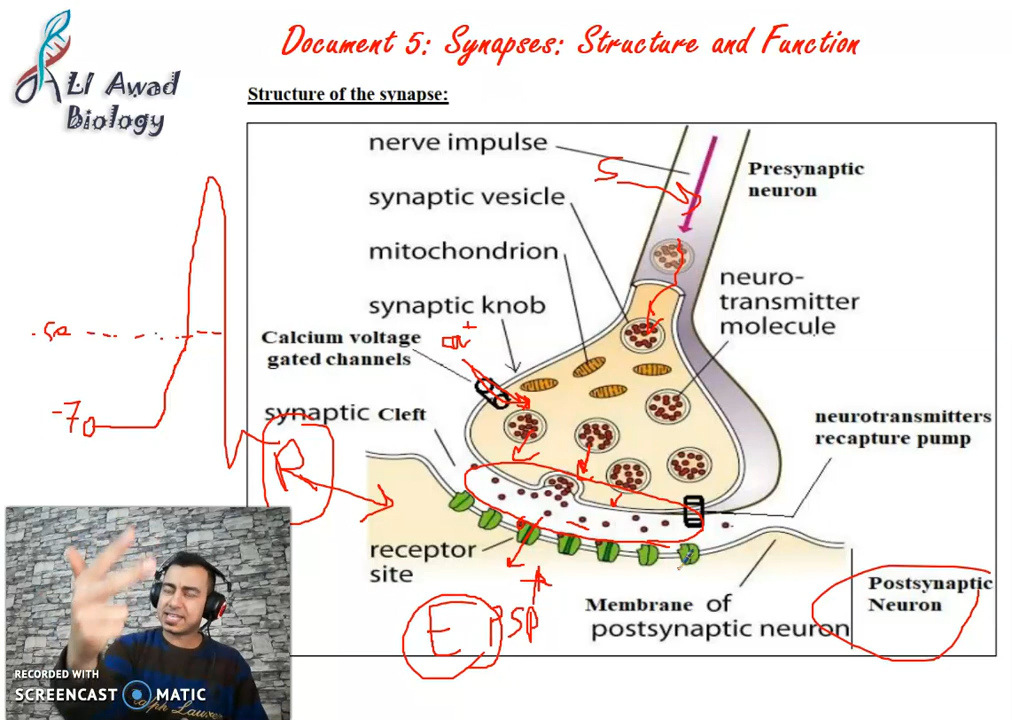 Document 5: Synapses: Structure and Function
LI Awad
Biology
Structure of the synapse:
nerve impulse
Presynaptic
neuron
S
synaptic vesicle
mitochondrion
neuro-
transmitter
molecule
synaptic knob
Calcium voltage
gated channels
-50
-70
synaptic Cleft
neurotransmitters
recapture pump
R
receptor
site
+
EPSP
Membrane of
postsynaptic neuron
Postsynaptic
Neuron
RECORDED WITH
SCREENCAST MATIC